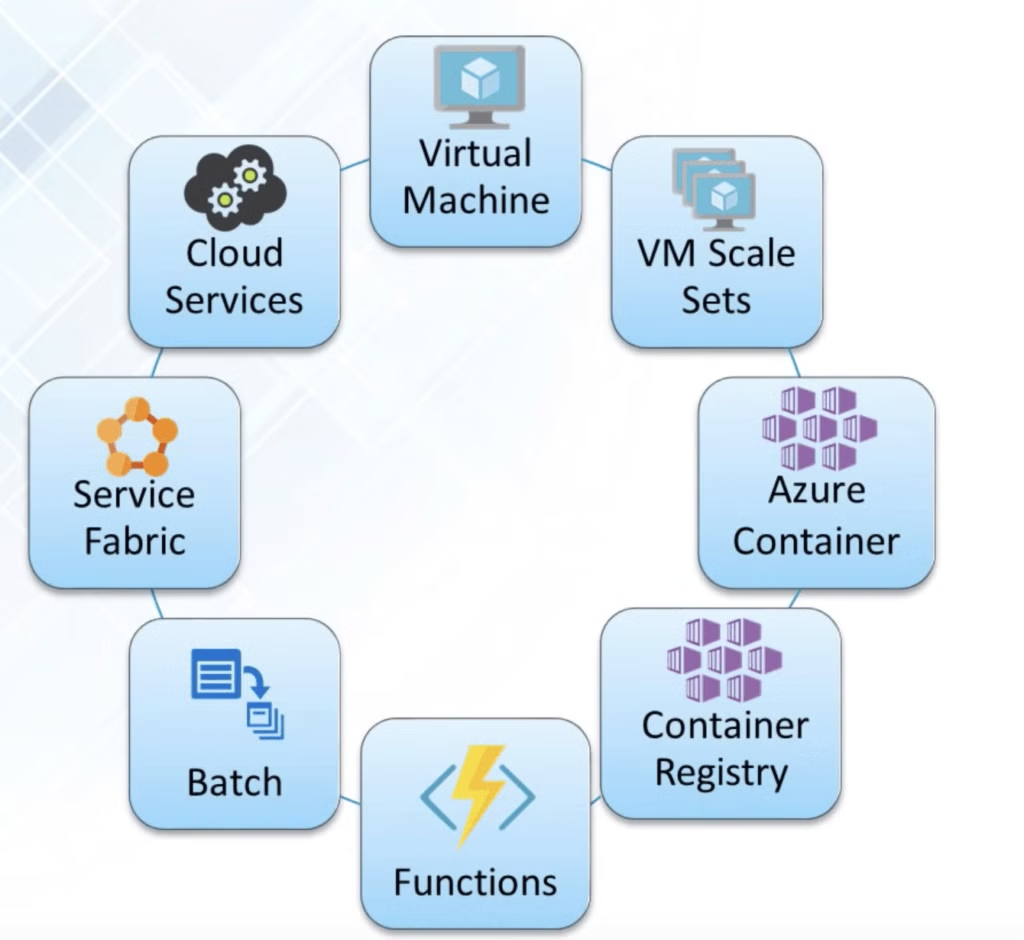 Virtual
Machine
Cloud
Services
VM Scale
Sets
Service
Fabric
Azure
Container
Batch
Container
Registry
Functions